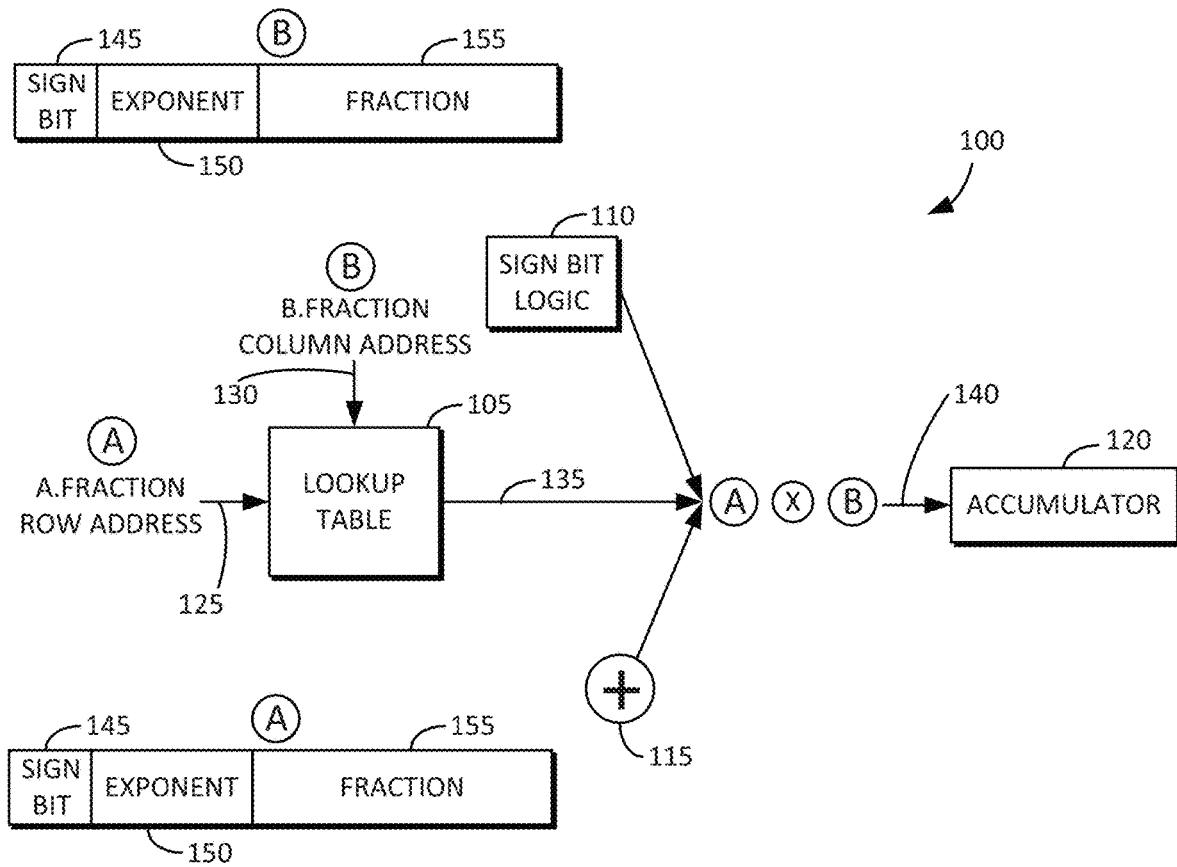 145
B
155
SIGN
BIT
EXPONENT
FRACTION
150
100
110
SIGN BIT
LOGIC
B
B.FRACTION
COLUMN ADDRESS
130
105
A
A.FRACTION
ROW ADDRESS
125
LOOKUP
TABLE
135
A x B
140
120
ACCUMULATOR
+
115
145
A
155
SIGN
BIT
EXPONENT
FRACTION
150